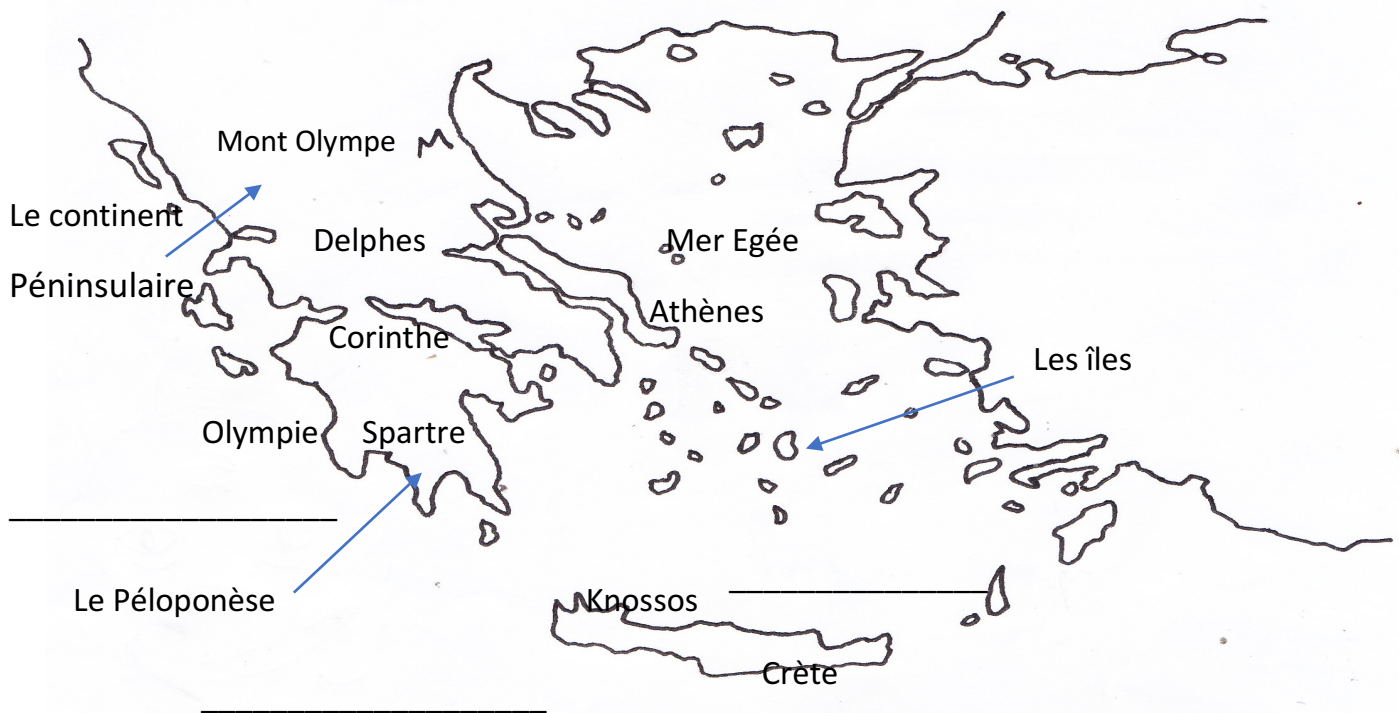 Mont Olympe
Le continent
Péninsulaire
Delphes
Mer Egée
Athènes
Corinthe
Les îles
Olympie
Spartre
Le Péloponèse
Knossos
Crète